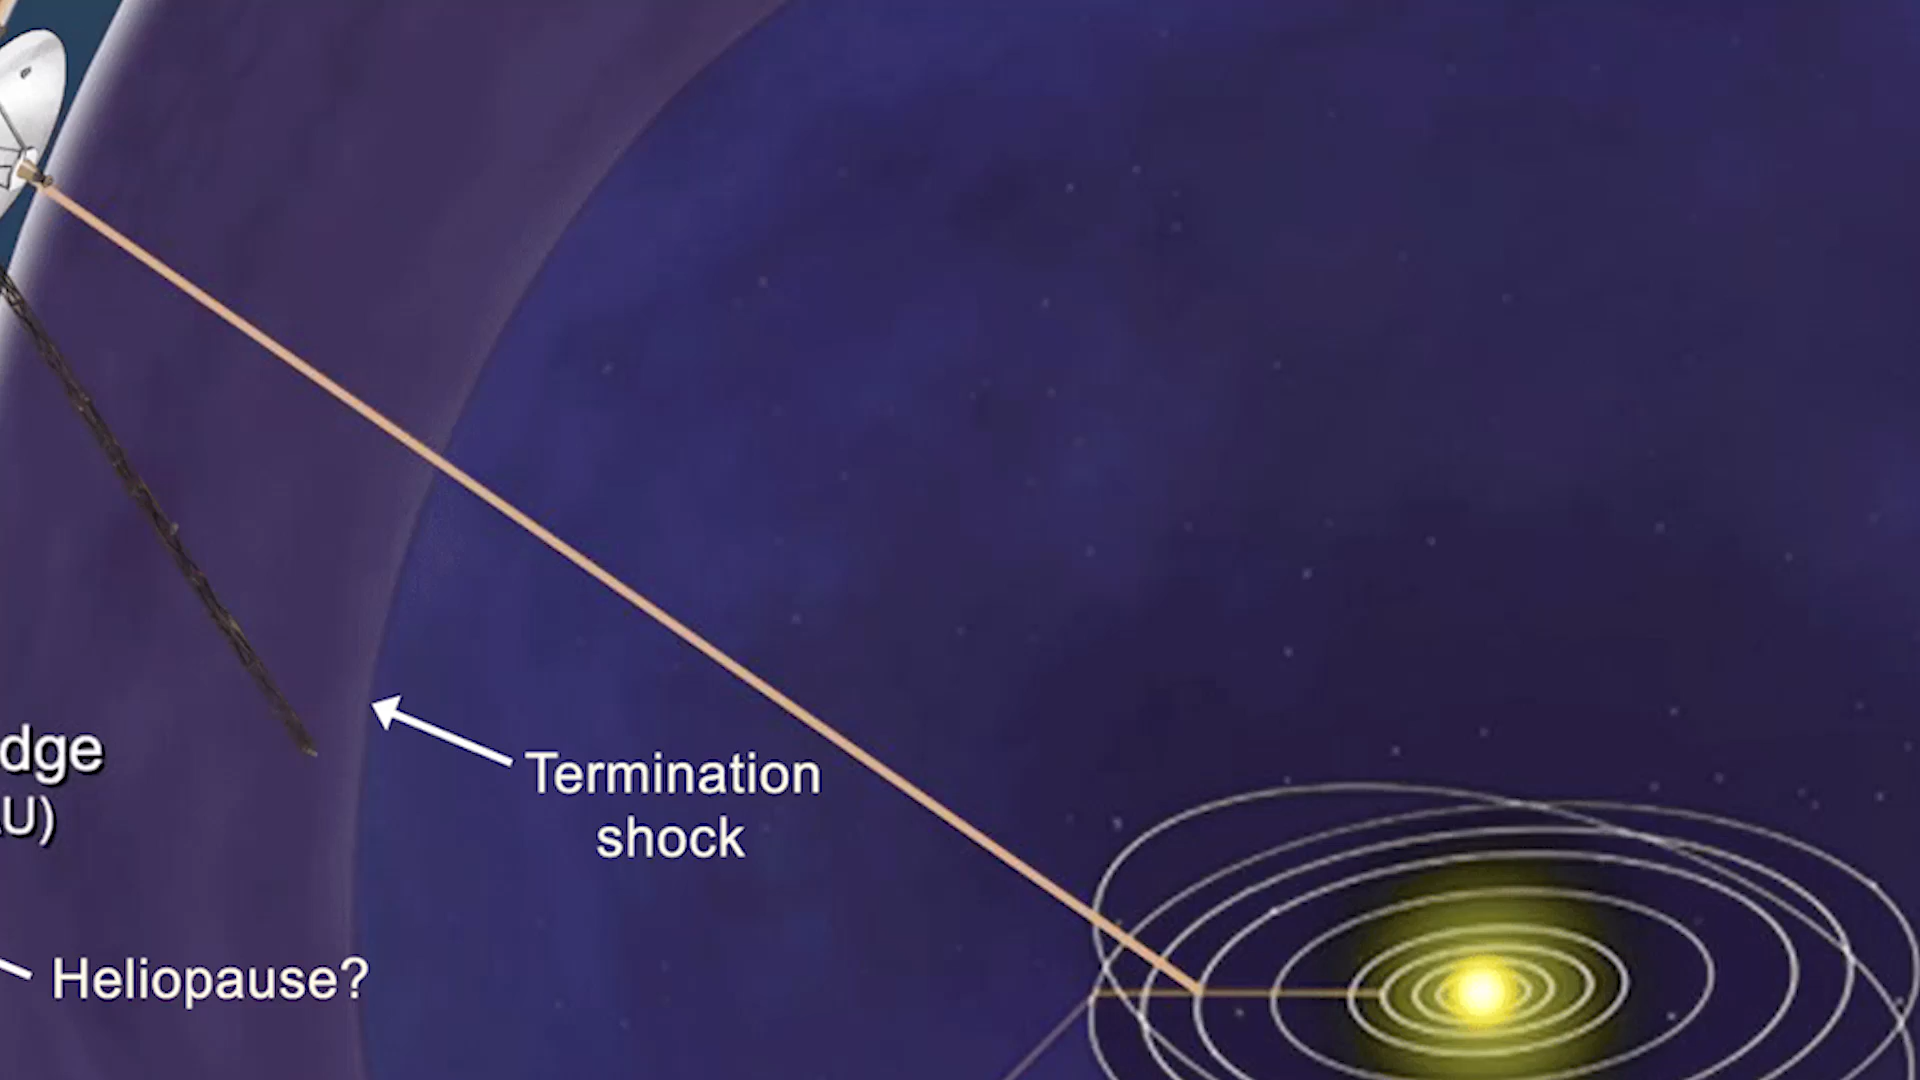 dge
U)
Termination
shock
Heliopause?